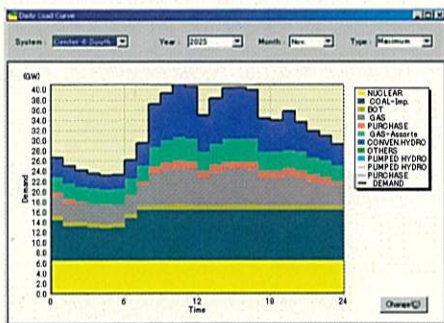 Daily Load Curve
System : Center & South Year : 2025 Month : Nov. Type : Maximum
(GW)
40.0
38.0
36.0
34.0
32.0
30.0
28.0
26.0
24.0
22.0
20.0
18.0
16.0
14.0
12.0
10.0
8.0
6.0
4.0
2.0
0.0
Demand
0 6 12 18 24
Time
NUCLEAR
COAL-Imp.
BOT
GAS
PURCHASE
GAS-Assorte
CONVEN.HYDRO
OTHERS
PUMPED HYDRO
PUMPED HYDRO
PURCHASE
DEMAND